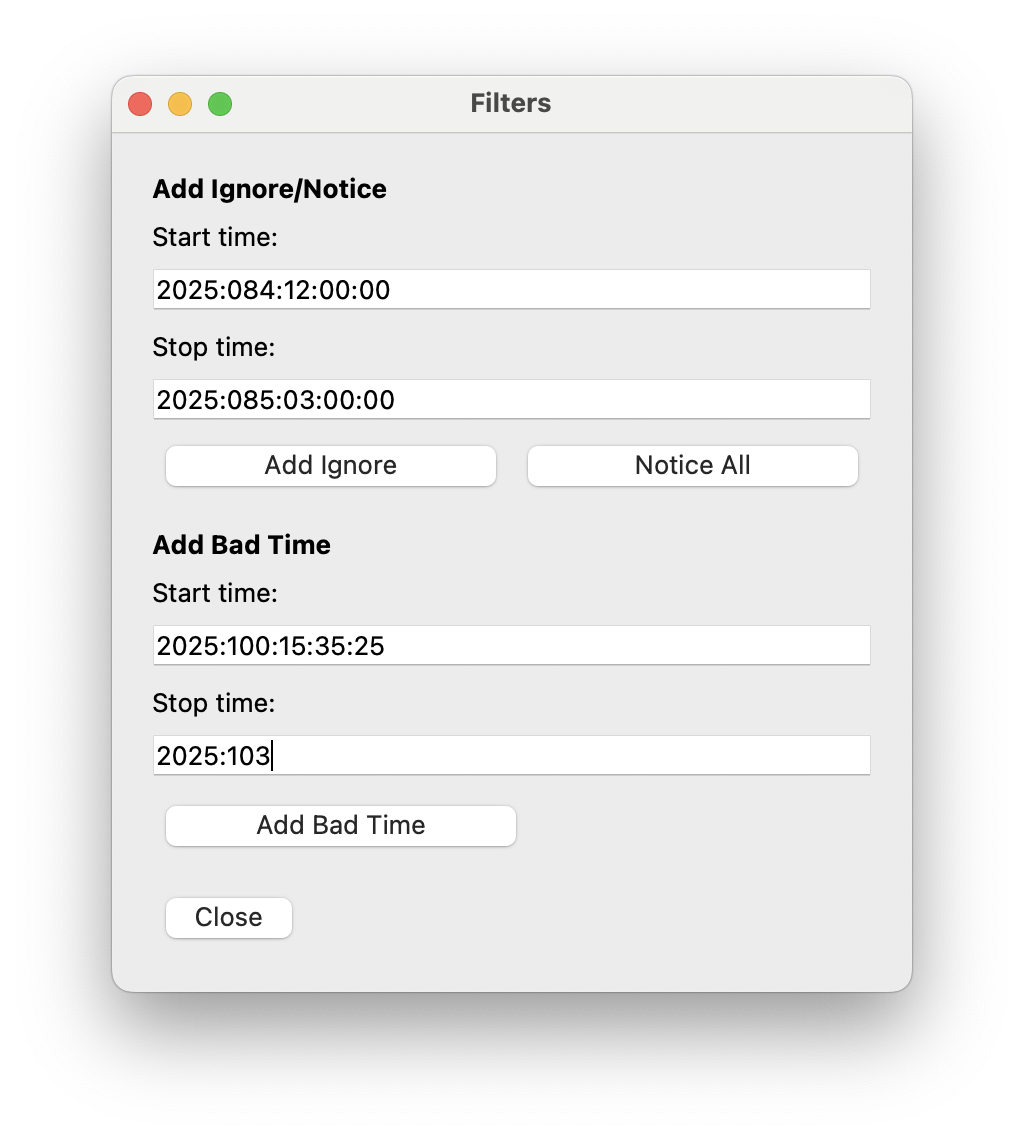 Filters
Add Ignore/Notice
Start time:
2025:084:12:00:00
Stop time:
2025:085:03:00:00
Add Ignore Notice All
Add Bad Time
Start time:
2025:100:15:35:25
Stop time:
2025:103
Add Bad Time
Close